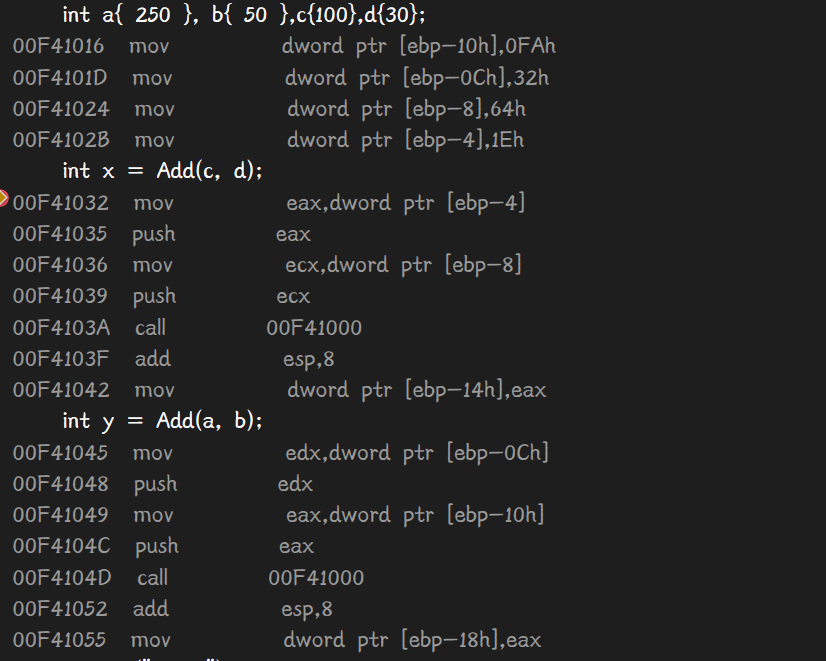 int a{ 250 }, b{ 50 },c{100},d{30};
00F41016 mov dword ptr [ebp-10h],0FAh
00F4101D mov dword ptr [ebp-0Ch],32h
00F41024 mov dword ptr [ebp-8],64h
00F4102B mov dword ptr [ebp-4],1Eh
int x = Add(c, d);
00F41032 mov eax,dword ptr [ebp-4]
00F41035 push eax
00F41036 mov ecx,dword ptr [ebp-8]
00F41039 push ecx
00F4103A call 00F41000
00F4103F add esp,8
00F41042 mov dword ptr [ebp-14h],eax
int y = Add(a, b);
00F41045 mov edx,dword ptr [ebp-0Ch]
00F41048 push edx
00F41049 mov eax,dword ptr [ebp-10h]
00F4104C push eax
00F4104D call 00F41000
00F41052 add esp,8
00F41055 mov dword ptr [ebp-18h],eax